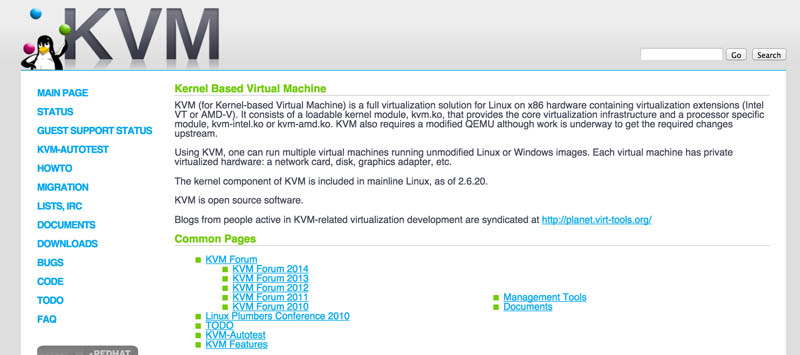 KVM
Go
Search
MAIN PAGE
STATUS
GUEST SUPPORT STATUS
KVM-AUTOTEST
HOWTO
MIGRATION
LISTS, IRC
DOCUMENTS
DOWNLOADS
BUGS
CODE
TODO
FAQ
Kernel Based Virtual Machine
KVM (for Kernel-based Virtual Machine) is a full virtualization solution for Linux on x86 hardware containing virtualization extensions (Intel
VT or AMD-V). It consists of a loadable kernel module, kvm.ko, that provides the core virtualization infrastructure and a processor specific
module, kvm-intel.ko or kvm-amd.ko. KVM also requires a modified QEMU although work is underway to get the required changes
upstream.
Using KVM, one can run multiple virtual machines running unmodified Linux or Windows images. Each virtual machine has private
virtualized hardware: a network card, disk, graphics adapter, etc.
The kernel component of KVM is included in mainline Linux, as of 2.6.20.
KVM is open source software.
Blogs from people active in KVM-related virtualization development are syndicated at http://planet.virt-tools.org/
Common Pages
KVM Forum
KVM Forum 2014
KVM Forum 2013
KVM Forum 2012
KVM Forum 2011
KVM Forum 2010
Linux Plumbers Conference 2010
TODO
KVM-Autotest
KVM Features
Management Tools
Documents
REDHAT